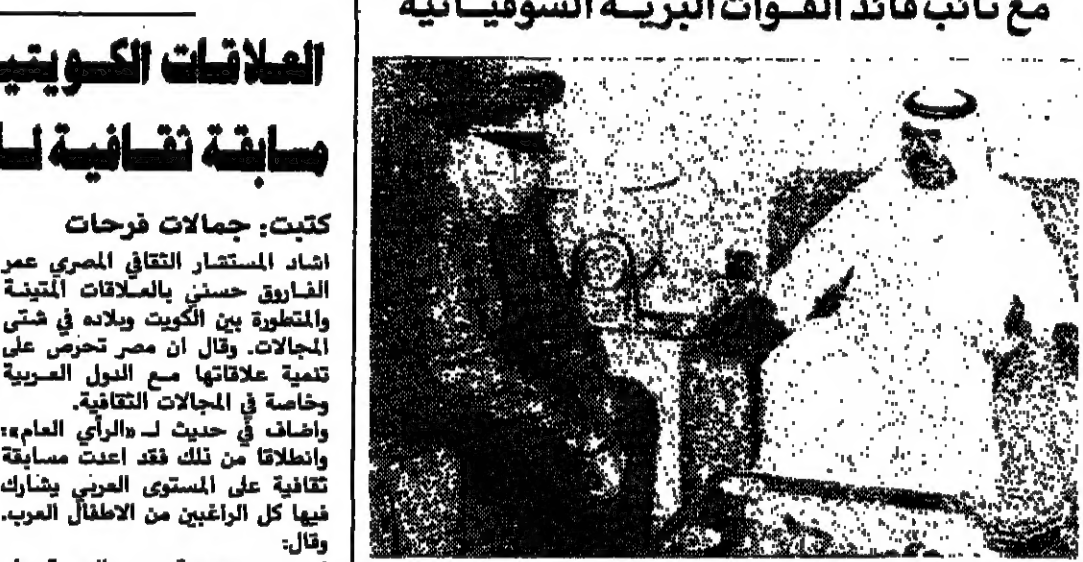 مع نائب قائد القوات البرية السوفياتية
العلاقات الكويتيـ
مسابقة ثقافية لـ
كتبت: جمالات فرحات
اشاد المستشار الثقافي المصري عمر
الفاروق حسني بالعلاقات المتينة
والمتطورة بين الكويت وبلاده في شتى
المجالات. وقال ان مصر تحرص على
تنمية علاقاتها مع الدول العربية
وخاصة في المجالات الثقافية.
واضاف في حديث لـ «الرأي العام»:
وانطلاقا من ذلك فقد اعدت مسابقة
ثقافية على المستوى العربي يشارك
فيها كل الراغبين من الاطفال العرب.
وقال: